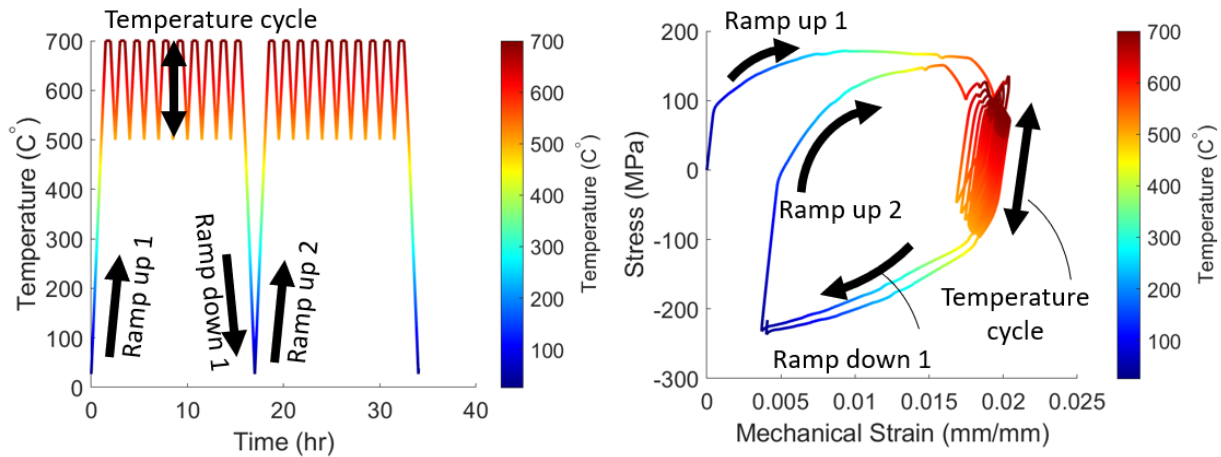 Temperature cycle
700
600
500
400
300
200
100
0
Temperature (C°)
Ramp up 1
Ramp down 1
Ramp up 2
0
10
20
30
40
Time (hr)
700
600
500
400
300
200
100
Temperature (C°)
Ramp up 1
200
100
0
-100
-200
-300
Stress (MPa)
Ramp up 2
Ramp down 1
Temperature
cycle
0
0.005
0.01
0.015
0.02
0.025
Mechanical Strain (mm/mm)
700
600
500
400
300
200
100
Temperature (C°)